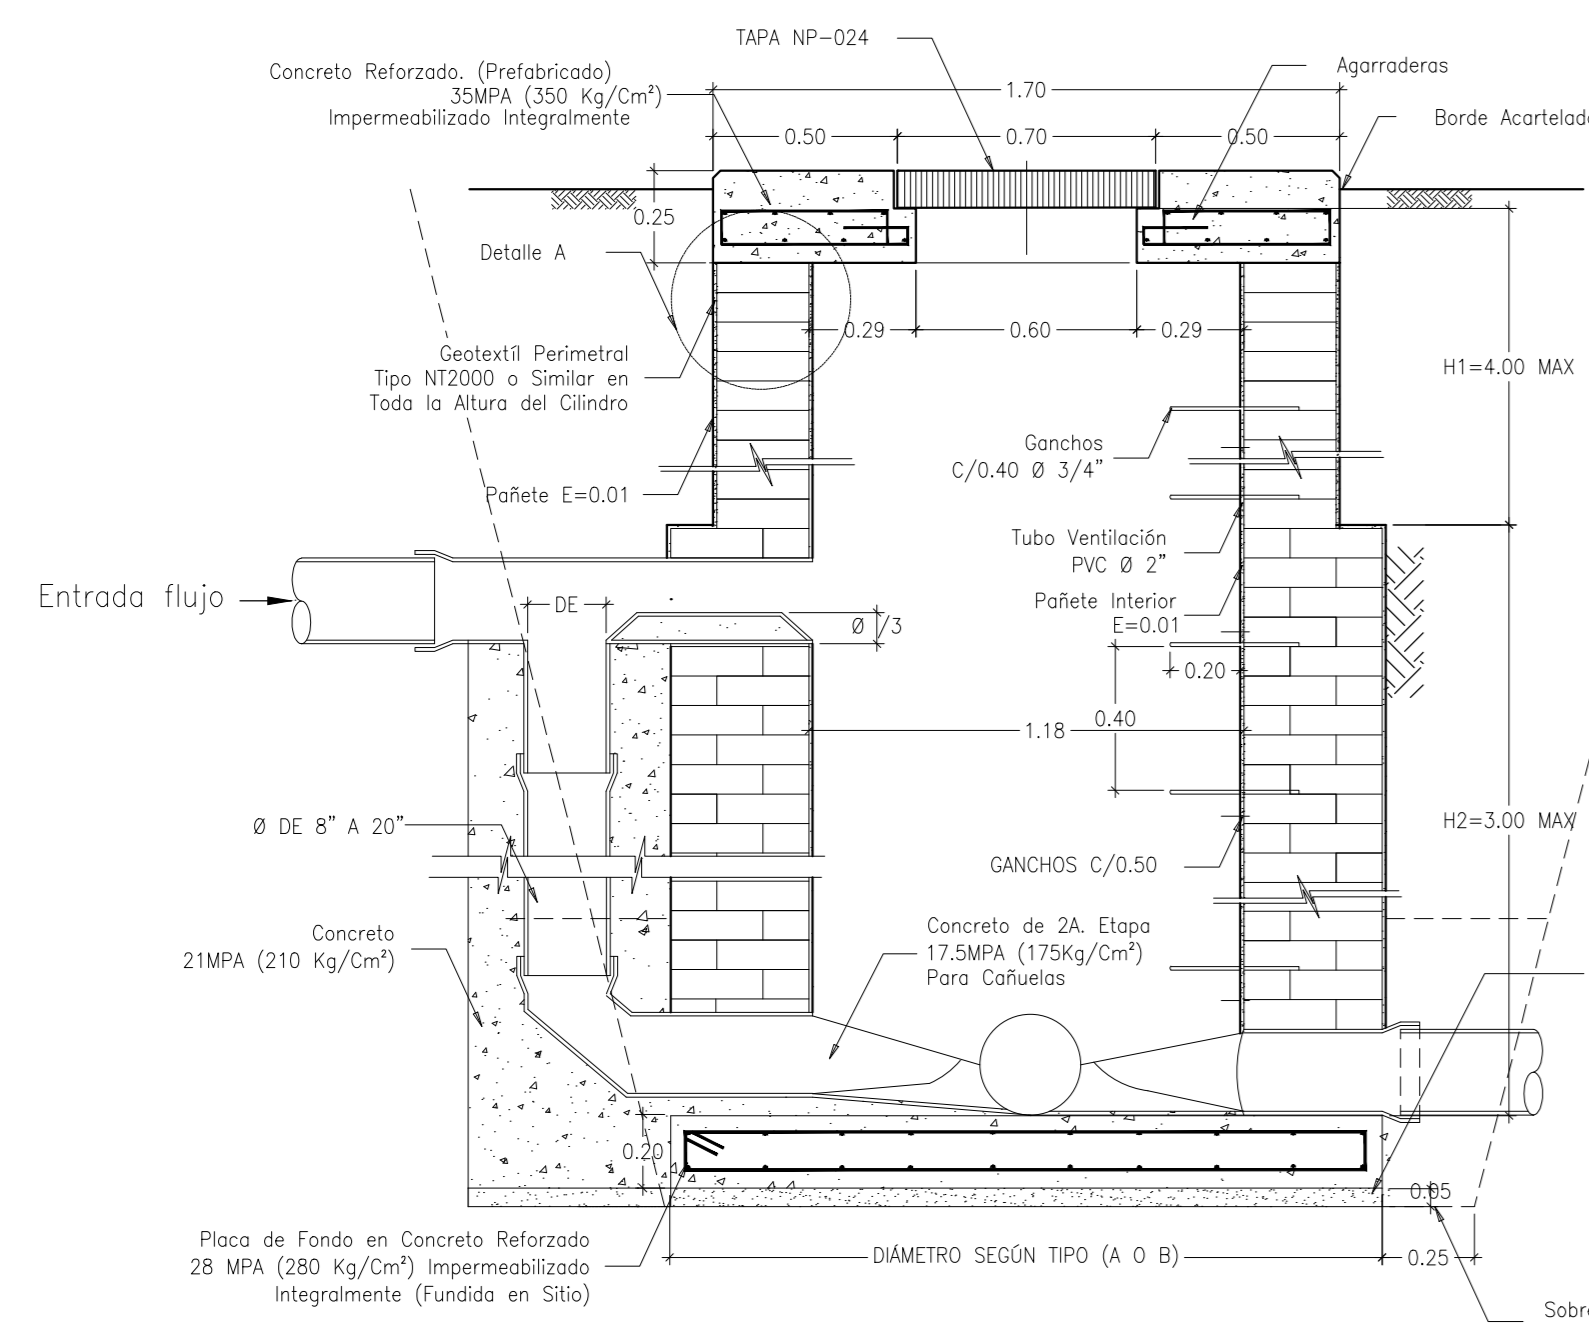 TAPA NP-024
Concreto Reforzado. (Prefabricado)
35MPA (350 Kg/Cm²)
Impermeabilizado Integralmente
Agarraderas
1.70
Borde Acartelado
0.50
0.70
0.50
0.25
Detalle A
0.29
0.60
0.29
Geotextíl Perimetral
Tipo NT2000 o Similar en
Toda la Altura del Cilindro
H1=4.00 MAX
Ganchos
C/0.40 Ø 3/4"
Pañete E=0.01
Tubo Ventilación
PVC Ø 2"
Entrada flujo
DE
Pañete Interior
E=0.01
Ø /3
0.20
0.40
1.18
Ø DE 8" A 20"
H2=3.00 MAX
GANCHOS C/0.50
Concreto
21MPA (210 Kg/Cm²)
Concreto de 2A. Etapa
17.5MPA (175Kg/Cm²)
Para Cañuelas
0.20
0.05
Placa de Fondo en Concreto Reforzado
28 MPA (280 Kg/Cm²) Impermeabilizado
Integralmente (Fundida en Sitio)
DIÁMETRO SEGÚN TIPO (A O B)
0.25
Sobre